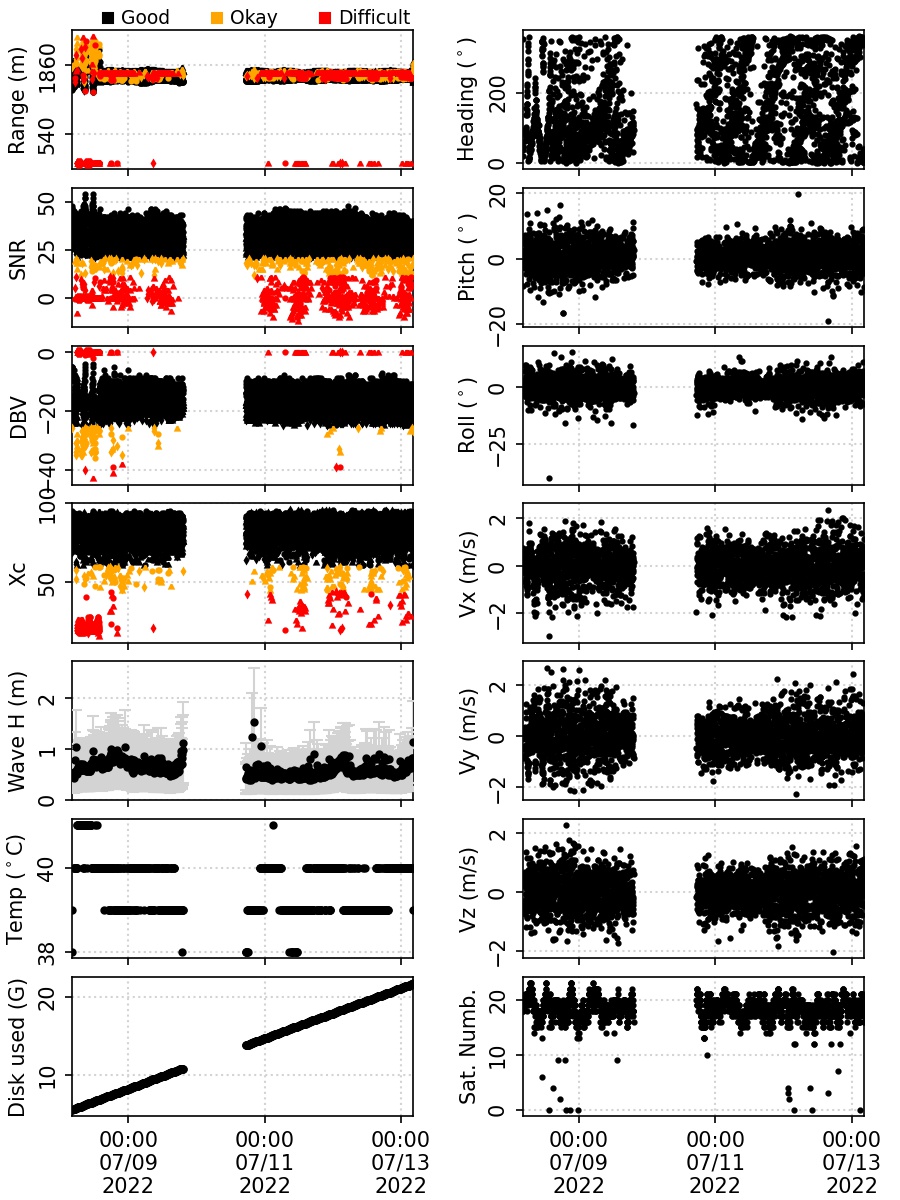 Good Okay Difficult
Range (m)
1860
540
Heading (°)
200
0
SNR
50
25
0
Pitch (°)
20
0
−20
DBV
0
−20
−40
Roll (°)
0
−25
Xc
100
50
Vx (m/s)
2
0
−2
Wave H (m)
2
1
0
Vy (m/s)
2
0
−2
Temp (°C)
40
38
Vz (m/s)
2
0
−2
Disk used (G)
20
10
Sat. Numb.
20
10
0
00:00 00:00 00:00
07/09 07/11 07/13
2022 2022 2022
00:00 00:00 00:00
07/09 07/11 07/13
2022 2022 2022